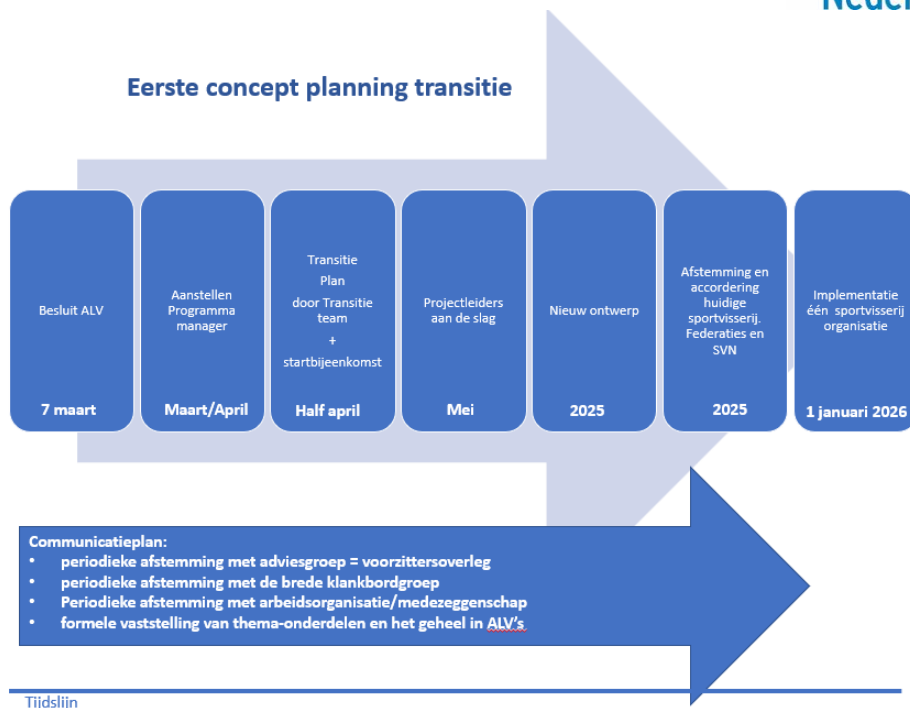 Eerste concept planning transitie
Besluit ALV
7 maart
Aanstellen
Programma
manager
Maart/April
Transitie
Plan
door Transitie
team
+
startbijeenkomst
Half april
Projectleiders
aan de slag
Mei
Nieuw ontwerp
2025
Afstemming en
accordering
huidige
sportvisserij.
Federaties en
SVN
2025
Implementatie
één sportvisserij
organisatie
1 januari 2026
Communicatieplan:
• periodieke afstemming met adviesgroep = voorzittersoverleg
• periodieke afstemming met de brede klankbordgroep
• Periodieke afstemming met arbeidsorganisatie/medezeggenschap
• formele vaststelling van thema-onderdelen en het geheel in ALV's
Tijdslijn